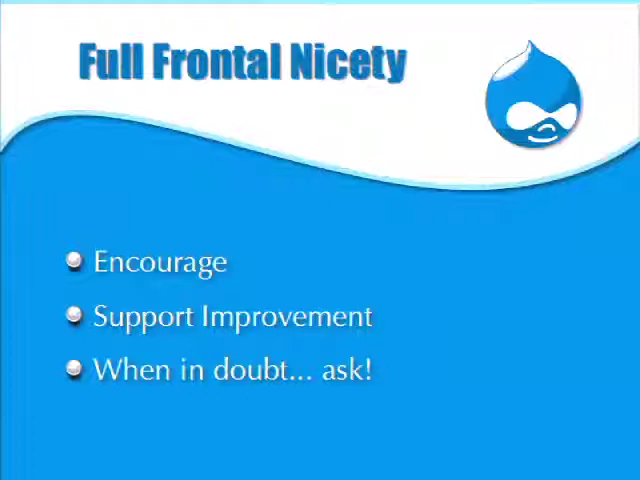 Full Frontal Nicety
Encourage
Support Improvement
When in doubt... ask!